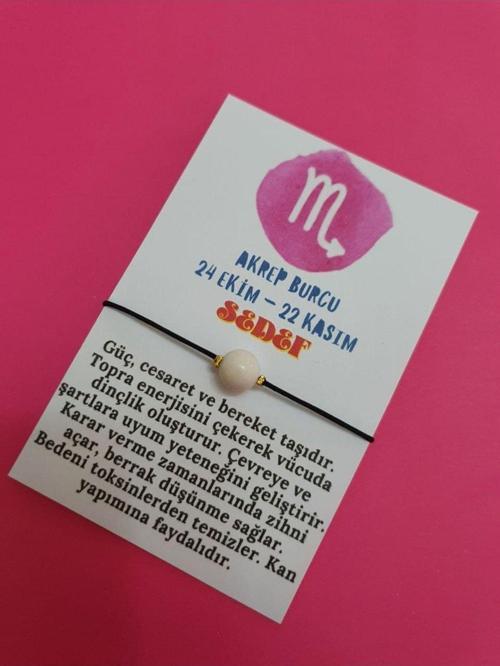 AKREP BURCU
24 EKİM – 22 KASIM
SEDEF
Güç, cesaret ve bereket taşıdır.
Topra enerjisini çekerek vücuda
dinçlik oluşturur. Çevreye ve
şartlara uyum yeteneğini geliştirir.
Karar verme zamanlarında zihni
açar, berrak düşünme sağlar.
Bedeni toksinlerden temizler. Kan
yapımına faydalıdır.